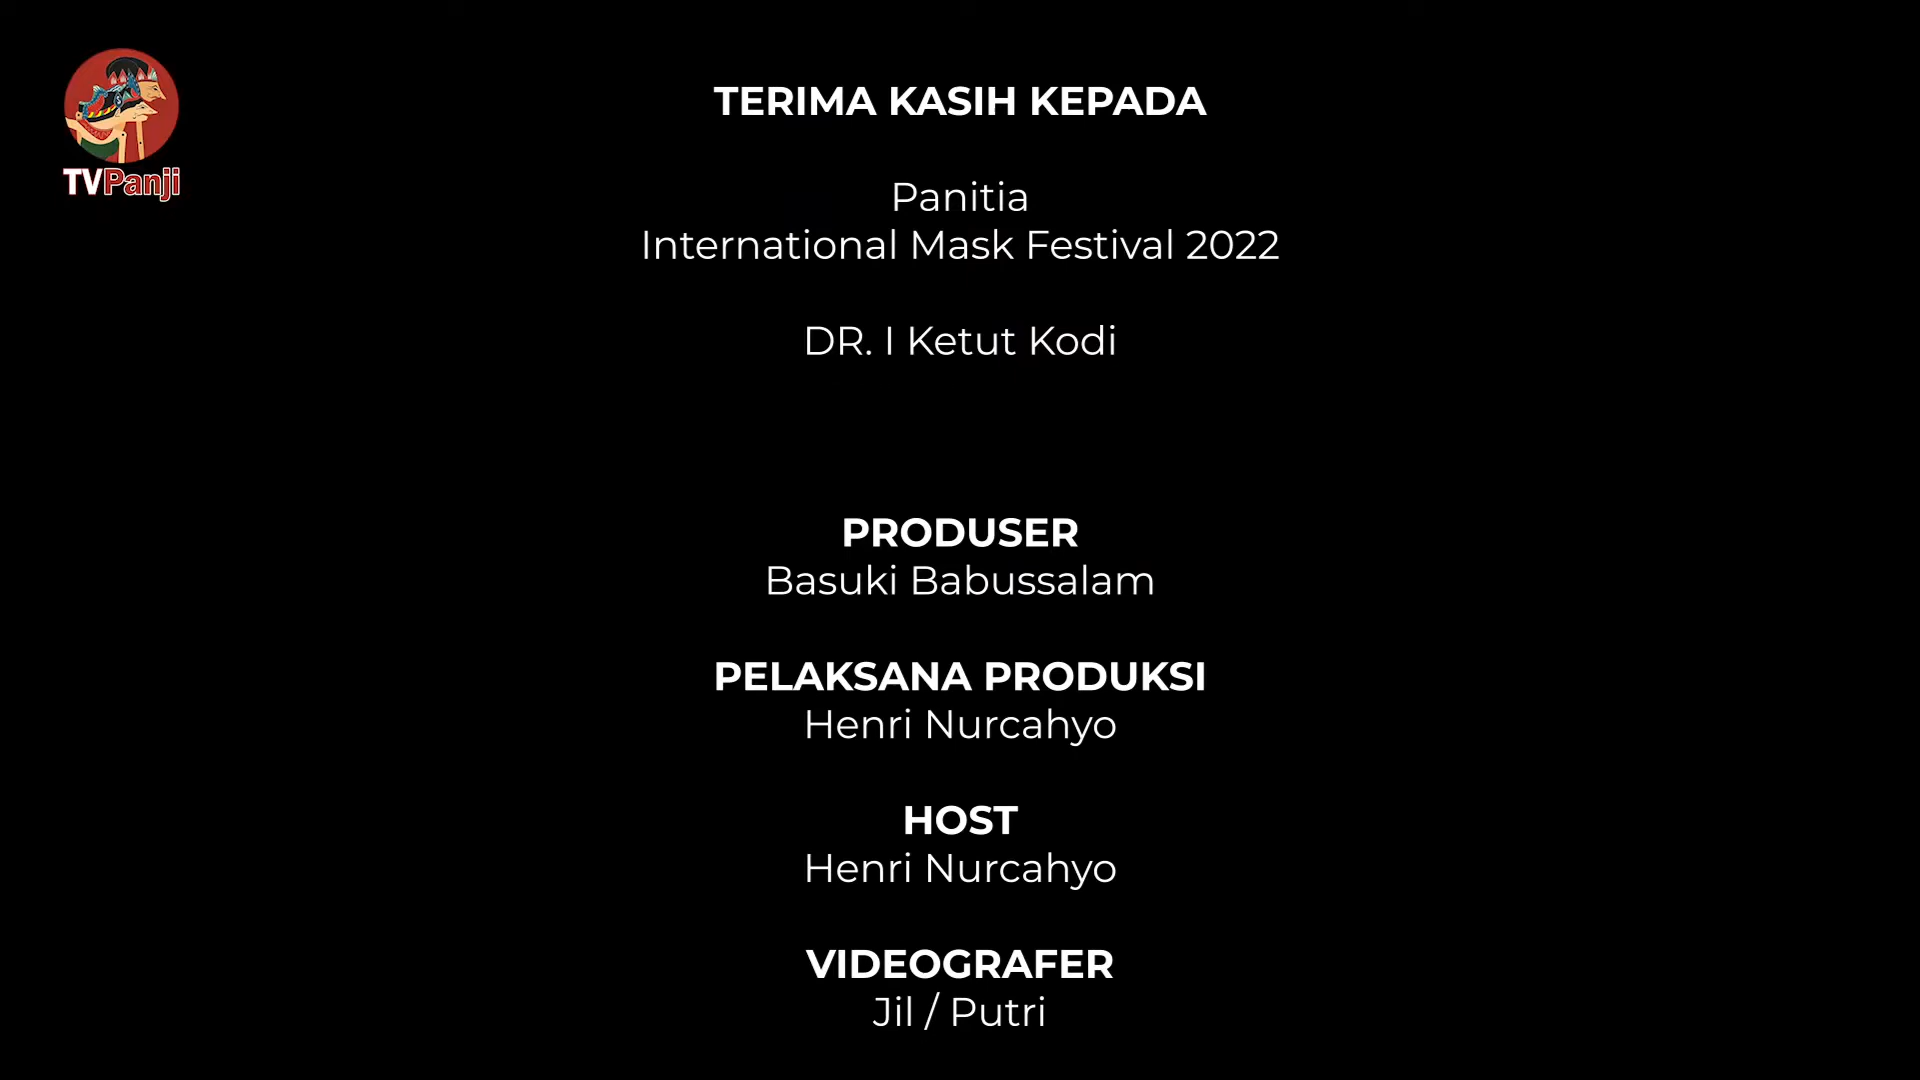 TVPanji
TERIMA KASIH KEPADA
Panitia
International Mask Festival 2022
DR. I Ketut Kodi
PRODUSER
Basuki Babussalam
PELAKSANA PRODUKSI
Henri Nurcahyo
HOST
Henri Nurcahyo
VIDEOGRAFER
Jil / Putri